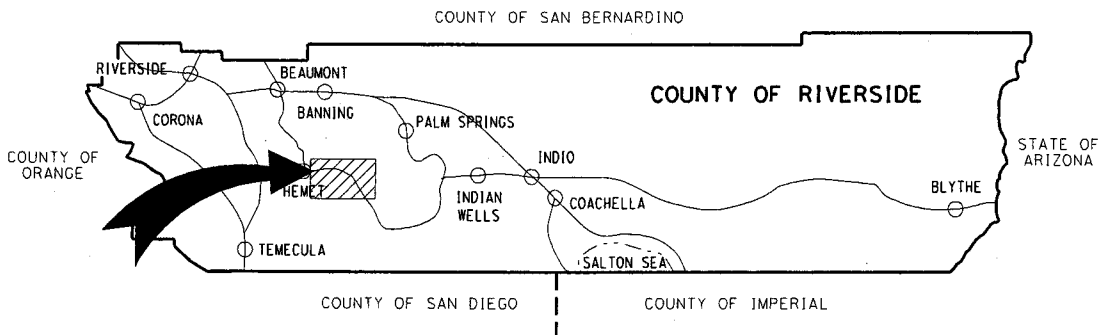 COUNTY OF SAN BERNARDINO
RIVERSIDE
BEAUMONT
BANNING
COUNTY OF RIVERSIDE
CORONA
PALM SPRINGS
COUNTY OF
ORANGE
STATE OF
ARIZONA
INDIO
HEMET
INDIAN
WELLS
COACHELLA
BLYTHE
TEMECULA
SALTON SEA
COUNTY OF SAN DIEGO
COUNTY OF IMPERIAL